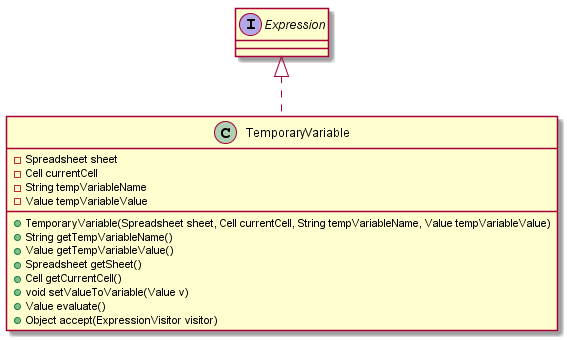 I Expression
C TemporaryVariable
Spreadsheet sheet
Cell currentCell
String tempVariableName
Value tempVariableValue
TemporaryVariable(Spreadsheet sheet, Cell currentCell, String tempVariableName, Value tempVariableValue)
String getTempVariableName()
Value getTempVariableValue()
Spreadsheet getSheet()
Cell getCurrentCell()
void setValueToVariable(Value v)
Value evaluate()
Object accept(ExpressionVisitor visitor)